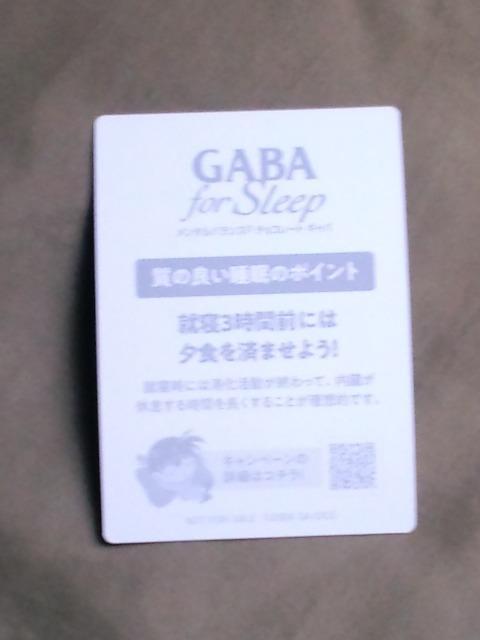 GABA
for Sleep
メンタルバランスチョコレート ギャバ
質の良い睡眠のポイント
就寝3時間前には
夕食を済ませよう!
就寝時には消化活動が終わって、内臓が
休息する時間を長くすることが理想的です。
キャンペーンの
詳細はコチラ!
NOT FOR SALE